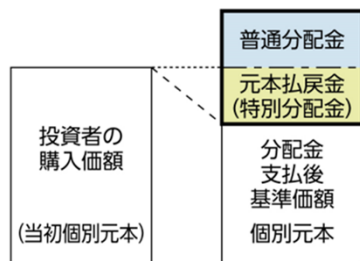 普通分配金
元本払戻金
(特別分配金)
投資者の
購入価額
(当初個別元本)
分配金
支払後
基準価額
個別元本